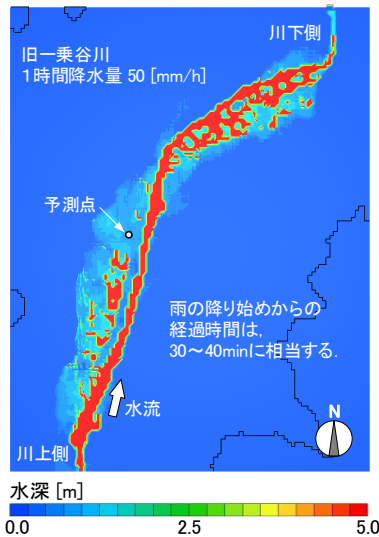 川下側
旧一乗谷川
1時間降水量 50 [mm/h]
予測点
雨の降り始めからの
経過時間は,
30～40minに相当する.
水流
N
川上側
水深 [m]
0.0 2.5 5.0